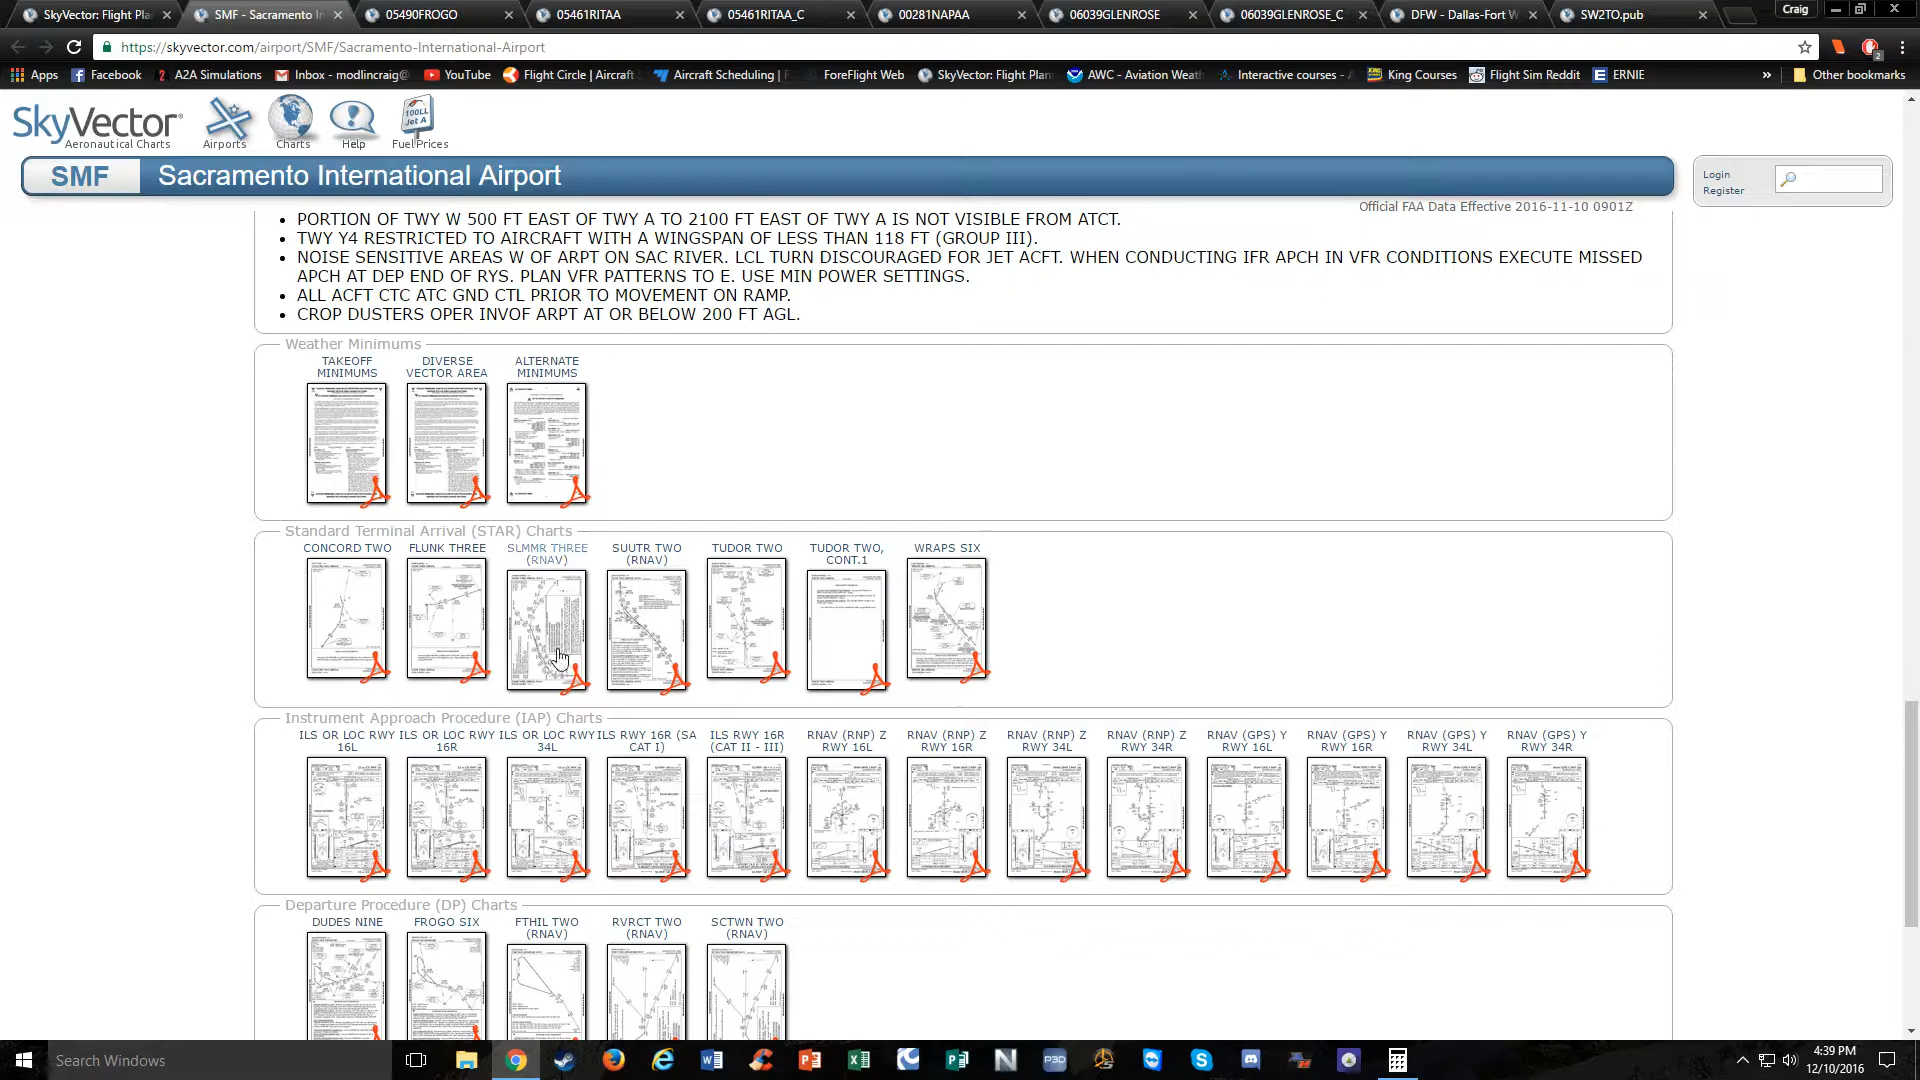 SkyVector: Flight Pla
SMF - Sacramento In
05490FROGO
05461RITAA
05461RITAA_C
00281NAPAA
06039GLENROSE
06039GLENROSE_C
DFW - Dallas-Fort W
SW2TO.pub
Craig
https://skyvector.com/airport/SMF/Sacramento-International-Airport
Apps
Facebook
A2A Simulations
Inbox - modlincraig@
YouTube
Flight Circle | Aircraft
Aircraft Scheduling | F
ForeFlight Web
SkyVector: Flight Plan
AWC - Aviation Weath
Interactive courses - A
King Courses
Flight Sim Reddit
ERNIE
»
Other bookmarks
SkyVector
Aeronautical Charts
Airports
Charts
Help
100LL
Jet A
Fuel Prices
SMF
Sacramento International Airport
Login
Register
Official FAA Data Effective 2016-11-10 0901Z
• PORTION OF TWY W 500 FT EAST OF TWY A TO 2100 FT EAST OF TWY A IS NOT VISIBLE FROM ATCT.
• TWY Y4 RESTRICTED TO AIRCRAFT WITH A WINGSPAN OF LESS THAN 118 FT (GROUP III).
• NOISE SENSITIVE AREAS W OF ARPT ON SAC RIVER. LCL TURN DISCOURAGED FOR JET ACFT. WHEN CONDUCTING IFR APCH IN VFR CONDITIONS EXECUTE MISSED
APCH AT DEP END OF RYS. PLAN VFR PATTERNS TO E. USE MIN POWER SETTINGS.
• ALL ACFT CTC ATC GND CTL PRIOR TO MOVEMENT ON RAMP.
• CROP DUSTERS OPER INVOF ARPT AT OR BELOW 200 FT AGL.
Weather Minimums
TAKEOFF
MINIMUMS
DIVERSE
VECTOR AREA
ALTERNATE
MINIMUMS
Standard Terminal Arrival (STAR) Charts
CONCORD TWO
FLUNK THREE
SLMMR THREE
(RNAV)
SUUTR TWO
(RNAV)
TUDOR TWO
TUDOR TWO,
CONT.1
WRAPS SIX
Instrument Approach Procedure (IAP) Charts
ILS OR LOC RWY
16L
ILS OR LOC RWY
16R
ILS OR LOC RWY
34L
ILS RWY 16R (SA
CAT I)
ILS RWY 16R
(CAT II - III)
RNAV (RNP) Z
RWY 16L
RNAV (RNP) Z
RWY 16R
RNAV (RNP) Z
RWY 34L
RNAV (RNP) Z
RWY 34R
RNAV (GPS) Y
RWY 16L
RNAV (GPS) Y
RWY 16R
RNAV (GPS) Y
RWY 34L
RNAV (GPS) Y
RWY 34R
Departure Procedure (DP) Charts
DUDES NINE
FROGO SIX
FTHIL TWO
(RNAV)
RVRCT TWO
(RNAV)
SCTWN TWO
(RNAV)
Search Windows
P3D
4:39 PM
12/10/2016